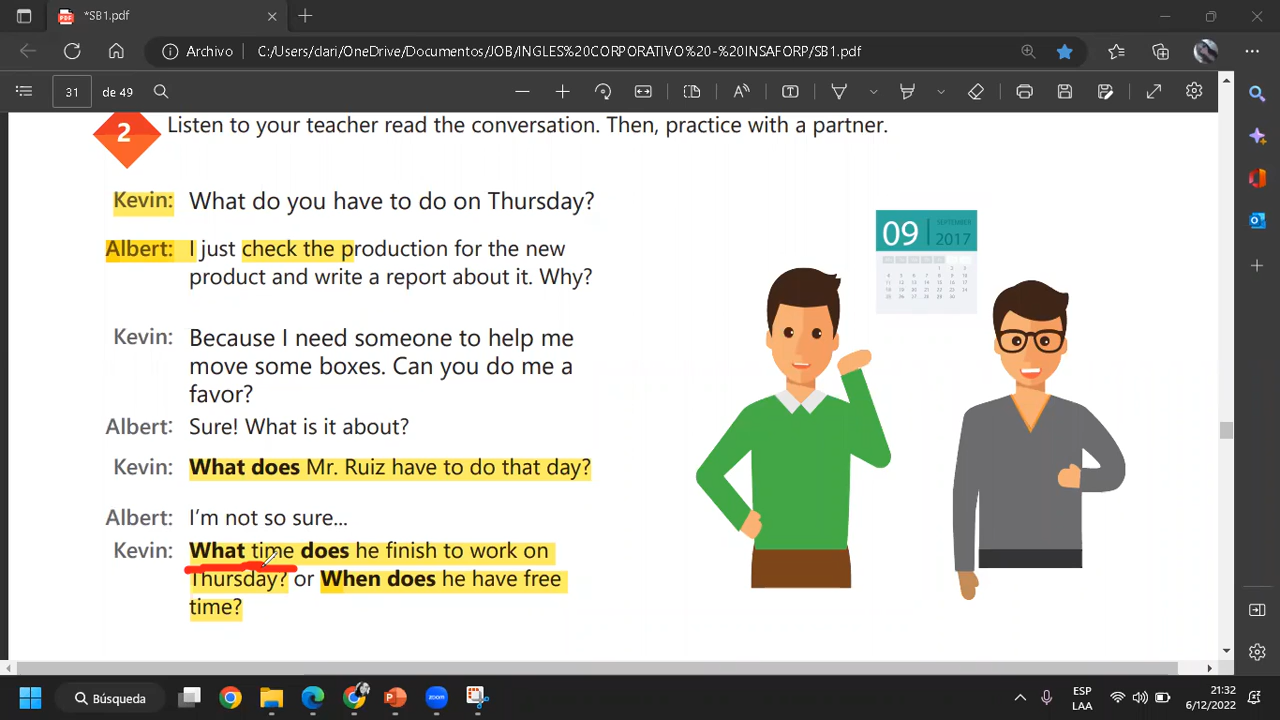 *SB1.pdf
Archivo C:/Users/clari/OneDrive/Documentos/JOB/INGLES%20CORPORATIVO%20-%20INSAFORP/SB1.pdf
31 de 49
2 Listen to your teacher read the conversation. Then, practice with a partner.
Kevin: What do you have to do on Thursday?
Albert: I just check the production for the new
product and write a report about it. Why?
Kevin: Because I need someone to help me
move some boxes. Can you do me a
favor?
Albert: Sure! What is it about?
Kevin: What does Mr. Ruiz have to do that day?
Albert: I'm not so sure...
Kevin: What time does he finish to work on
Thursday? or When does he have free
time?
09 SEPTEMBER
2017
Búsqueda
zoom
ESP
LAA
21:32
6/12/2022